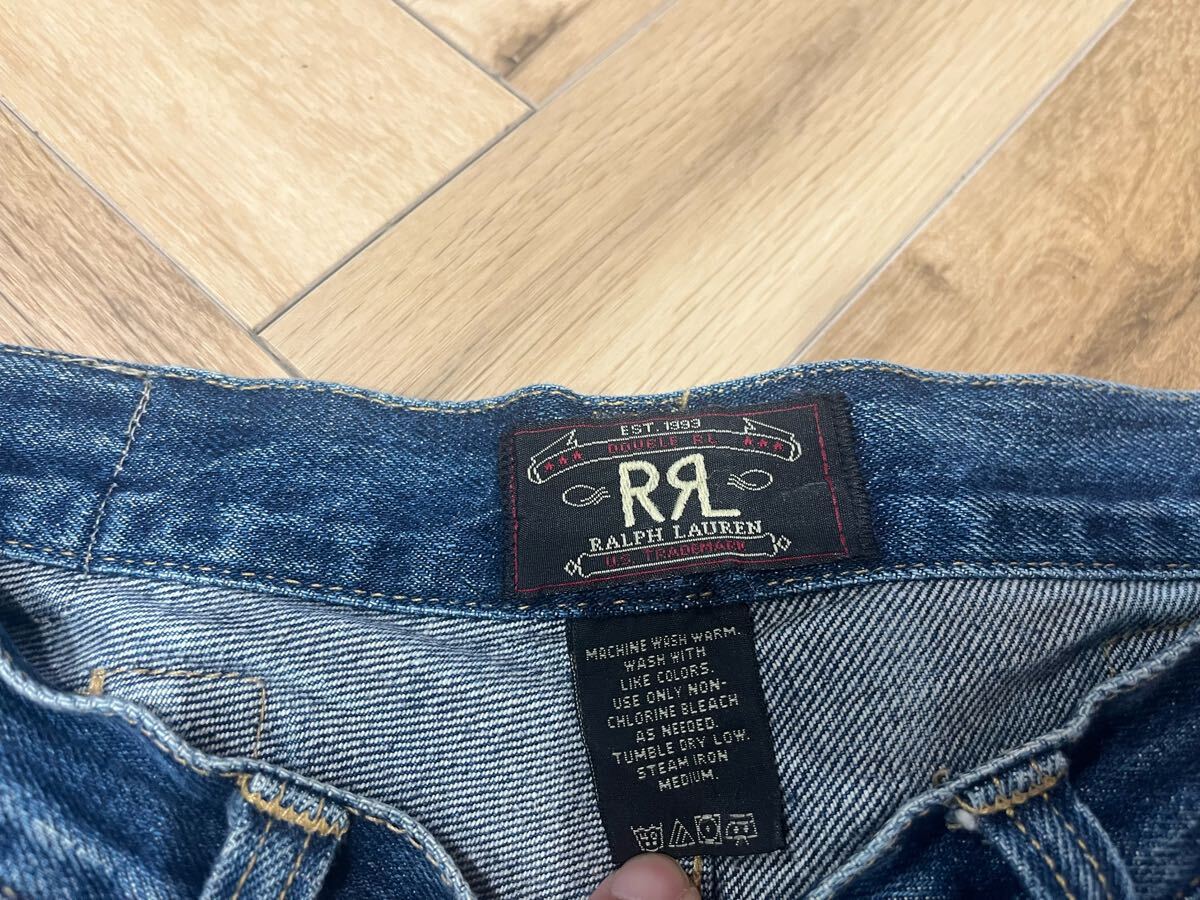 EST. 1993
DOUBLE RL
RRL
RALPH LAUREN
U.S. TRADEMARK
MACHINE WASH WARM.
WASH WITH
LIKE COLORS.
USE ONLY NON-
CHLORINE BLEACH
AS NEEDED.
TUMBLE DRY LOW.
STEAM IRON
MEDIUM.